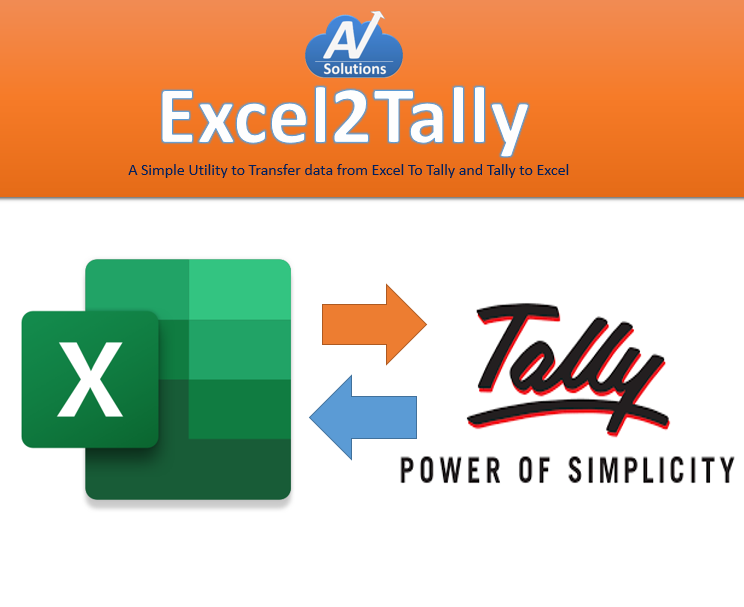 AV
Solutions
Excel2Tally
A Simple Utility to Transfer data from Excel To Tally and Tally to Excel
X
Tally
POWER OF SIMPLICITY